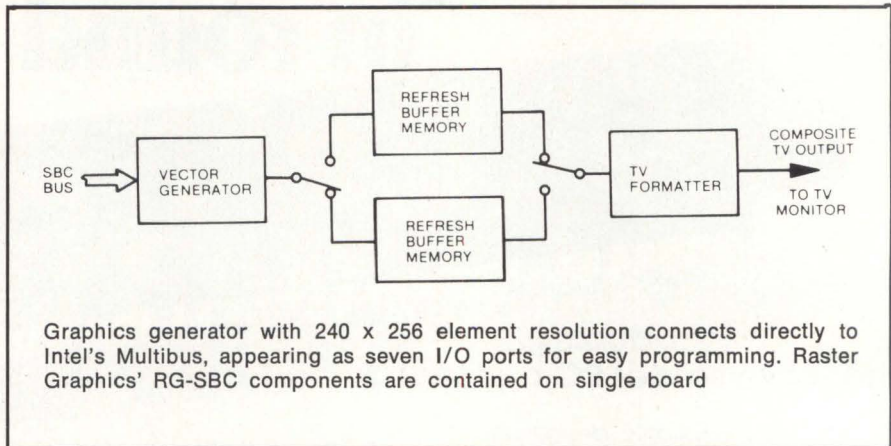 REFRESH
BUFFER
MEMORY
SBC
BUS
VECTOR
GENERATOR
REFRESH
BUFFER
MEMORY
TV
FORMATTER
COMPOSITE
TV OUTPUT
TO TV
MONITOR
Graphics generator with 240 x 256 element resolution connects directly to
Intel's Multibus, appearing as seven I/O ports for easy programming. Raster
Graphics' RG-SBC components are contained on single board